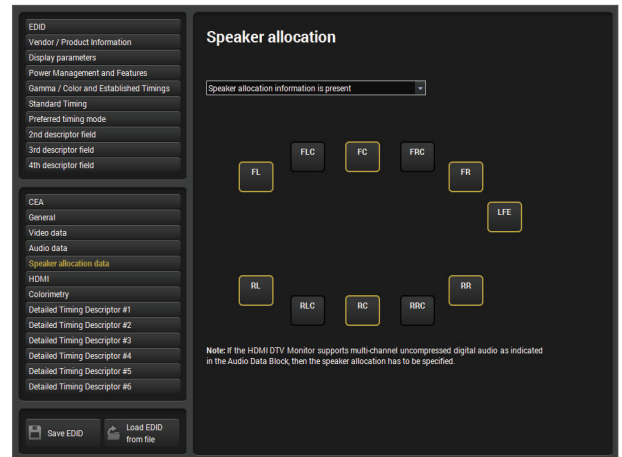 EDID
Vendor / Product Information
Display parameters
Power Management and Features
Gamma / Color and Established Timings
Standard Timing
Preferred timing mode
2nd descriptor field
3rd descriptor field
4th descriptor field
CEA
General
Video data
Audio data
Speaker allocation data
HDMI
Colorimetry
Detailed Timing Descriptor #1
Detailed Timing Descriptor #2
Detailed Timing Descriptor #3
Detailed Timing Descriptor #4
Detailed Timing Descriptor #5
Detailed Timing Descriptor #6
Save EDID
Load EDID
from file
Speaker allocation
Speaker allocation information is present
FLC FC FRC
FL FR
LFE
RL RR
RLC RC RRC
Note: If the HDMI DTV Monitor supports multi-channel uncompressed digital audio as indicated
in the Audio Data Block, then the speaker allocation has to be specified.